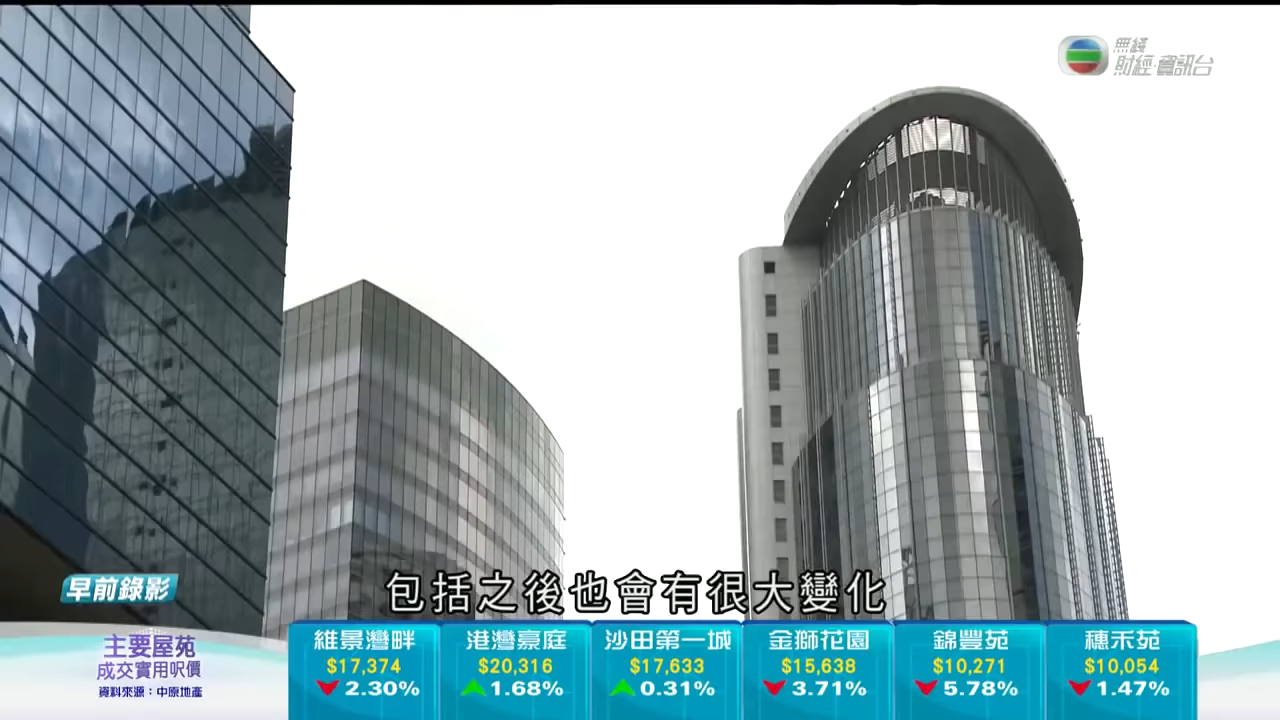 無綫
財經·資訊台
包括之後也會有很大變化
早前錄影
主要屋苑
成交實用呎價
資料來源：中原地產
維景灣畔
$17,374
2.30%
港灣豪庭
$20,316
1.68%
沙田第一城
$17,633
0.31%
金獅花園
$15,638
3.71%
錦豐苑
$10,271
5.78%
穗禾苑
$10,054
1.47%